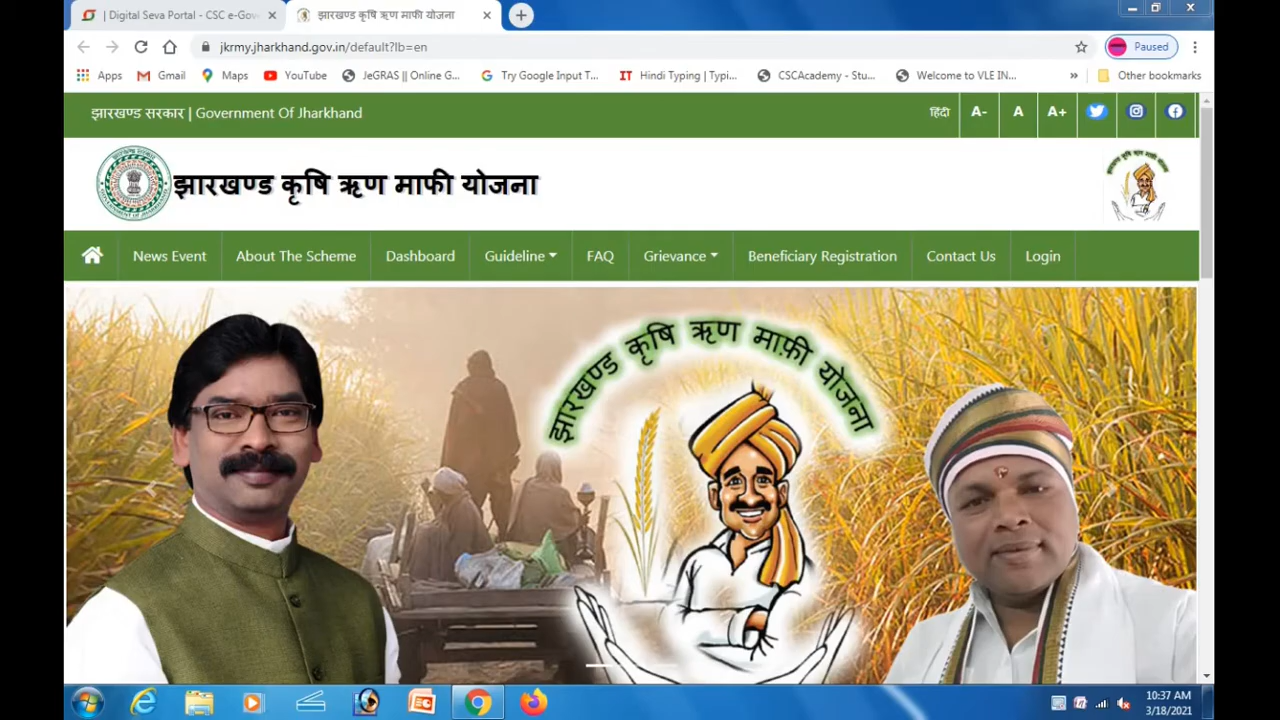 | Digital Seva Portal - CSC e-Gov
झारखण्ड कृषि ऋण माफी योजना
jkrmy.jharkhand.gov.in/default?lb=en
Paused
Apps
Gmail
Maps
YouTube
JeGRAS || Online G...
Try Google Input T...
Hindi Typing | Typi...
CSCAcademy - Stu...
Welcome to VLE IN...
»
Other bookmarks
झारखण्ड सरकार | Government Of Jharkhand
हिंदी
A-
A
A+
झारखण्ड कृषि ऋण माफी योजना
News Event
About The Scheme
Dashboard
Guideline
FAQ
Grievance
Beneficiary Registration
Contact Us
Login
झारखण्ड कृषि ऋण माफ़ी योजना
10:37 AM
3/18/2021